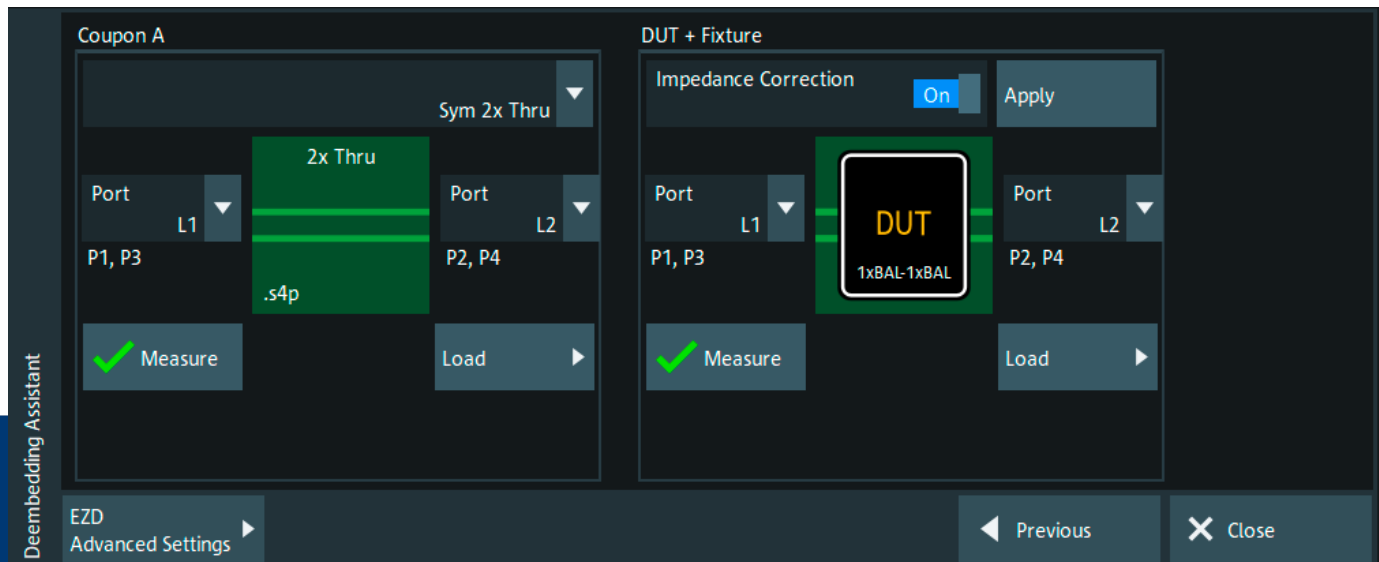 Deembedding Assistant
Coupon A
Sym 2x Thru
2x Thru
Port
L1
P1, P3
Port
L2
P2, P4
.s4p
Measure
Load
DUT + Fixture
Impedance Correction
On
Apply
Port
L1
P1, P3
DUT
1xBAL-1xBAL
Port
L2
P2, P4
Measure
Load
EZD
Advanced Settings
Previous
Close